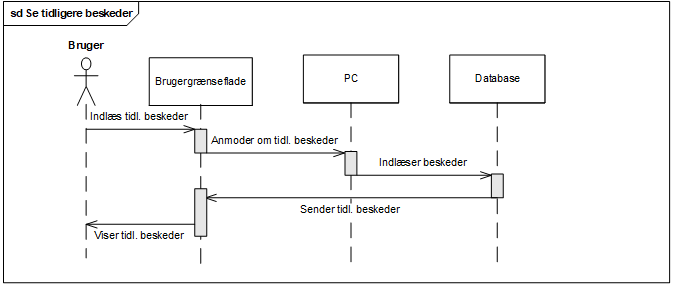 sd Se tidligere beskeder
Bruger
Brugergrænseflade
PC
Database
Indlæs tidl. beskeder
Anmoder om tidl. beskeder
Indlæser beskeder
Sender tidl. beskeder
Viser tidl. beskeder